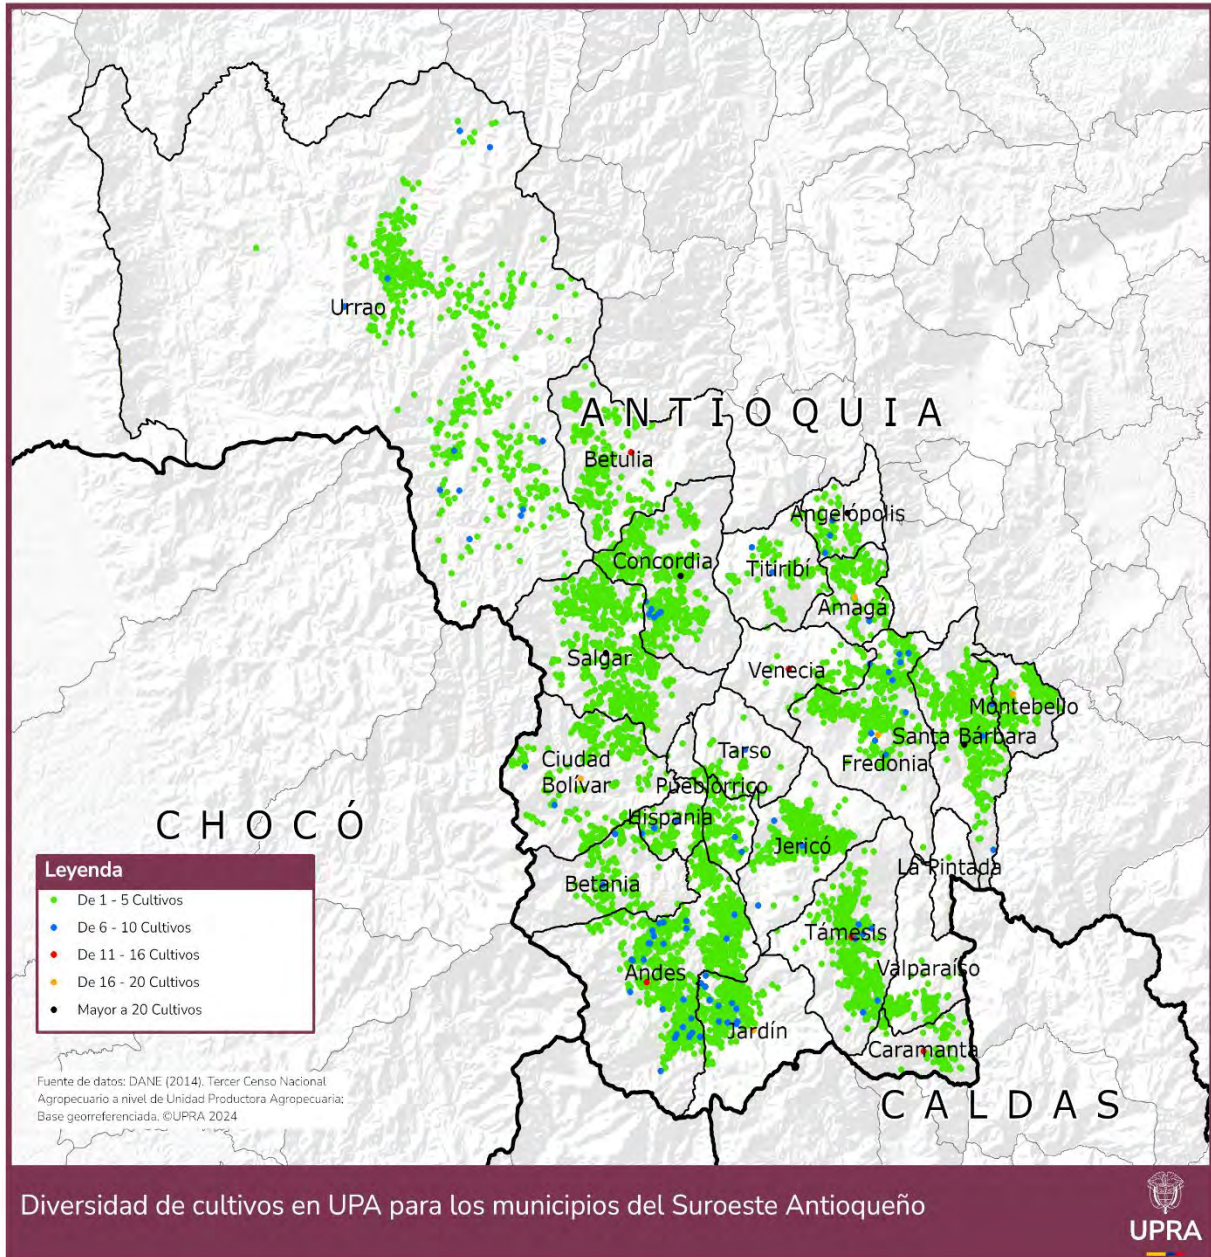 Urrao
ANTIOQUIA
Betulia
Angelópolis
Concordia
Titiribí
Amagá
Salgar
Venecia
Montebello
Santa Bárbara
Tarso
Fredonia
Ciudad
Bolívar
Pueblorrico
CHOCÓ
Hispania
Jericó
La Pintada
Betania
Támesis
Andes
Valparaíso
Jardín
Caramanta
CALDAS
Leyenda
De 1 - 5 Cultivos
De 6 - 10 Cultivos
De 11 - 16 Cultivos
De 16 - 20 Cultivos
Mayor a 20 Cultivos
Fuente de datos: DANE (2014). Tercer Censo Nacional
Agropecuario a nivel de Unidad Productora Agropecuaria;
Base georreferenciada. ©UPRA 2024
Diversidad de cultivos en UPA para los municipios del Suroeste Antioqueño
UPRA